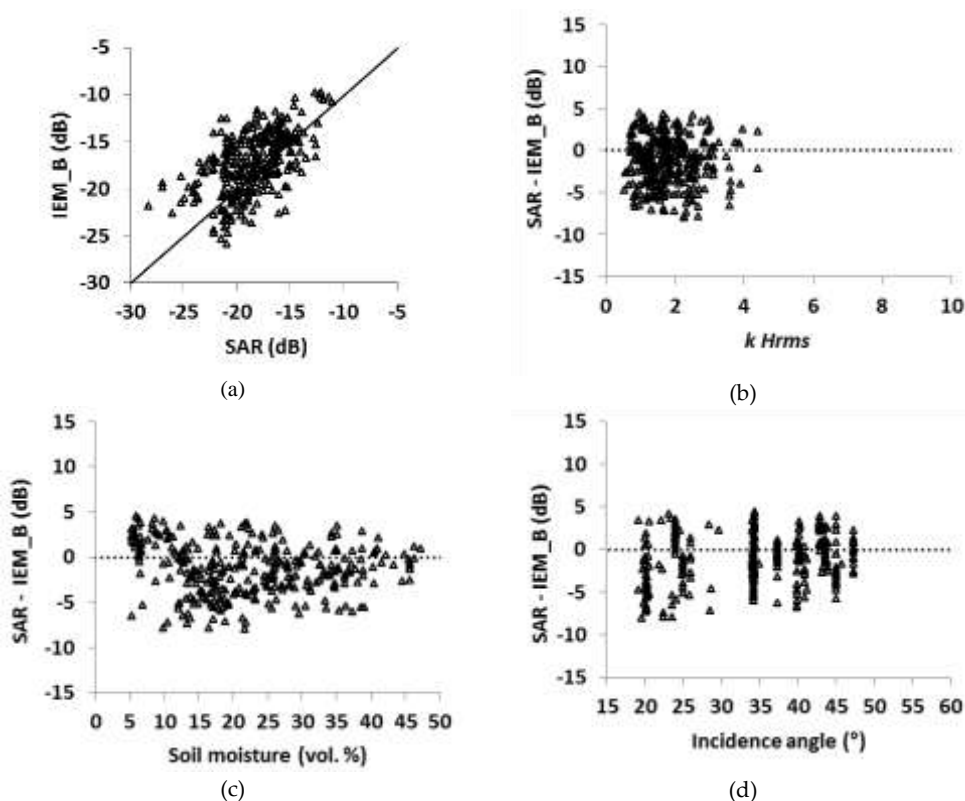 -5
-10
-15
-20
-25
-30
IEM_B (dB)
-30 -25 -20 -15 -10 -5
SAR (dB)
(a)
15
10
5
0
-5
-10
-15
SAR - IEM_B (dB)
0 2 4 6 8 10
k Hrms
(b)
15
10
5
0
-5
-10
-15
SAR - IEM_B (dB)
0 5 10 15 20 25 30 35 40 45 50
Soil moisture (vol. %)
(c)
15
10
5
0
-5
-10
-15
SAR - IEM_B (dB)
15 20 25 30 35 40 45 50 55 60
Incidence angle (°)
(d)